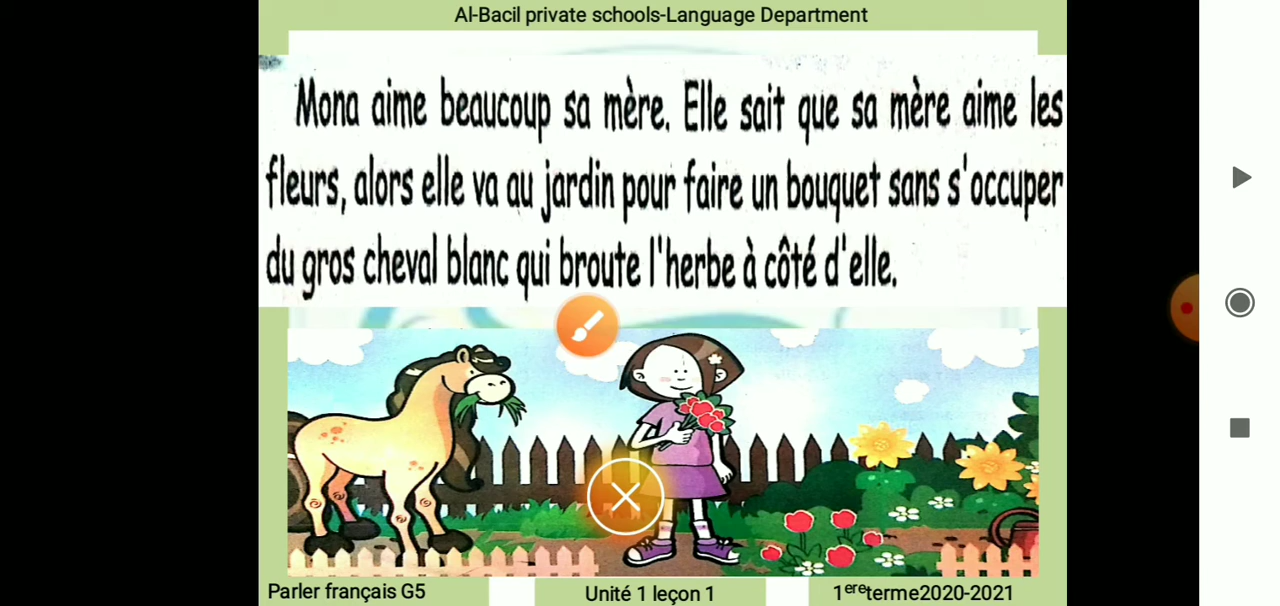 Al-Bacil private schools-Language Department
Mona aime beaucoup sa mère. Elle sait que sa mère aime les
fleurs, alors elle va au jardin pour faire un bouquet sans s'occuper
du gros cheval blanc qui broute l'herbe à côté d'elle.
Parler français G5
Unité 1 leçon 1
1ereterme2020-2021